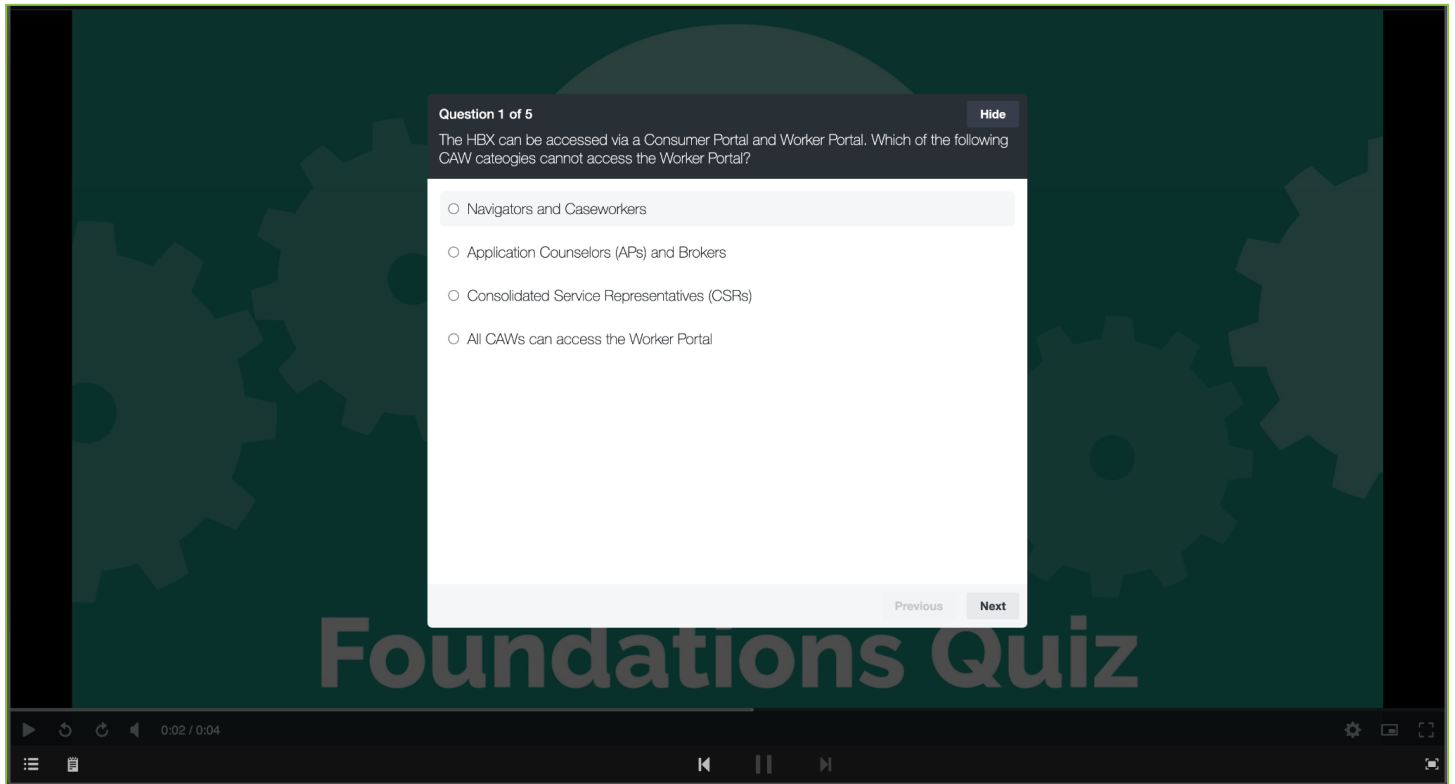 Question 1 of 5
Hide
The HBX can be accessed via a Consumer Portal and Worker Portal. Which of the following
CAW cateogies cannot access the Worker Portal?
Navigators and Caseworkers
Application Counselors (APs) and Brokers
Consolidated Service Representatives (CSRs)
All CAWs can access the Worker Portal
Previous
Next
Foundations Quiz
0:02 / 0:04